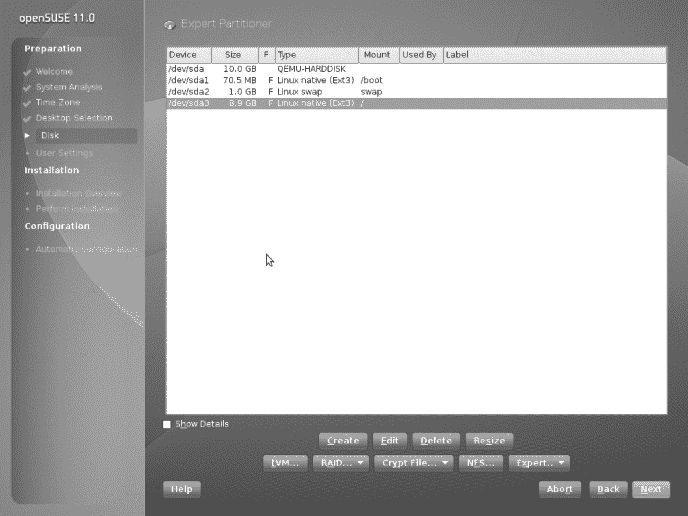 openSUSE 11.0
Preparation
Welcome
System Analysis
Time Zone
Desktop Selection
Disk
User Settings
Installation
Installation Overview
Perform Installation
Configuration
Automatic Configuration
Expert Partitioner
Device Size F Type Mount Used By Label
/dev/sda 10.0 GB QEMU-HARDDISK
/dev/sda1 70.5 MB F Linux native (Ext3) /boot
/dev/sda2 1.0 GB F Linux swap swap
/dev/sda3 8.9 GB F Linux native (Ext3) /
Show Details
Create Edit Delete Resize
LVM... RAID... Crypt File... NFS... Expert..
Help Abort Back Next